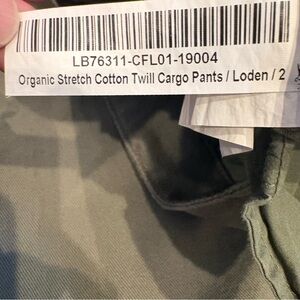 LB76311-CFL01-19004
Organic Stretch Cotton Twill Cargo Pants / Loden / 2